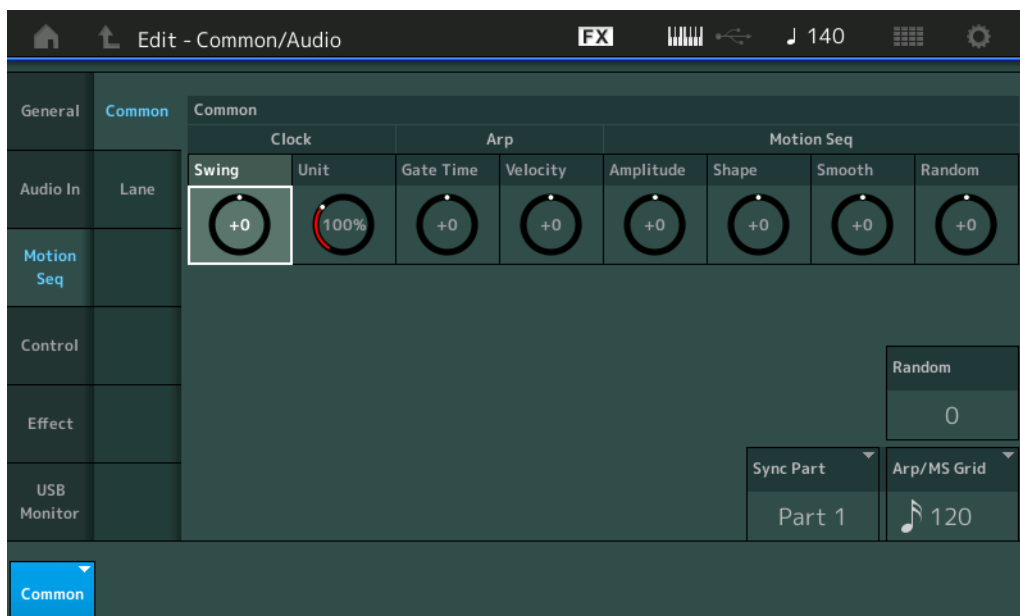 Edit - Common/Audio FX 140
General Common Common
Clock Arp Motion Seq
Swing Unit Gate Time Velocity Amplitude Shape Smooth Random
Audio In Lane
+0 100% +0 +0 +0 +0 +0 +0
Motion
Seq
Control
Random
0
Effect
Sync Part Arp/MS Grid
USB
Monitor
Part 1 120
Common